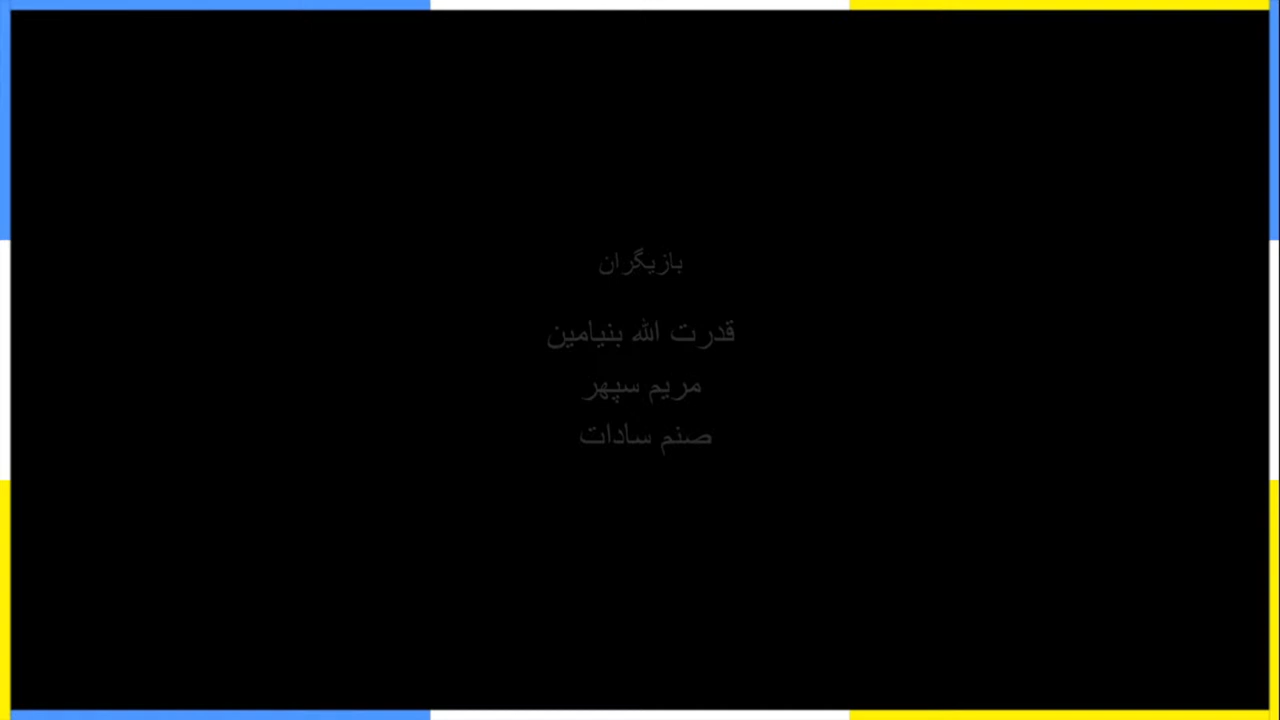 بازیگران
قدرت الله بنیامین
مریم سپهر
صنم سادات